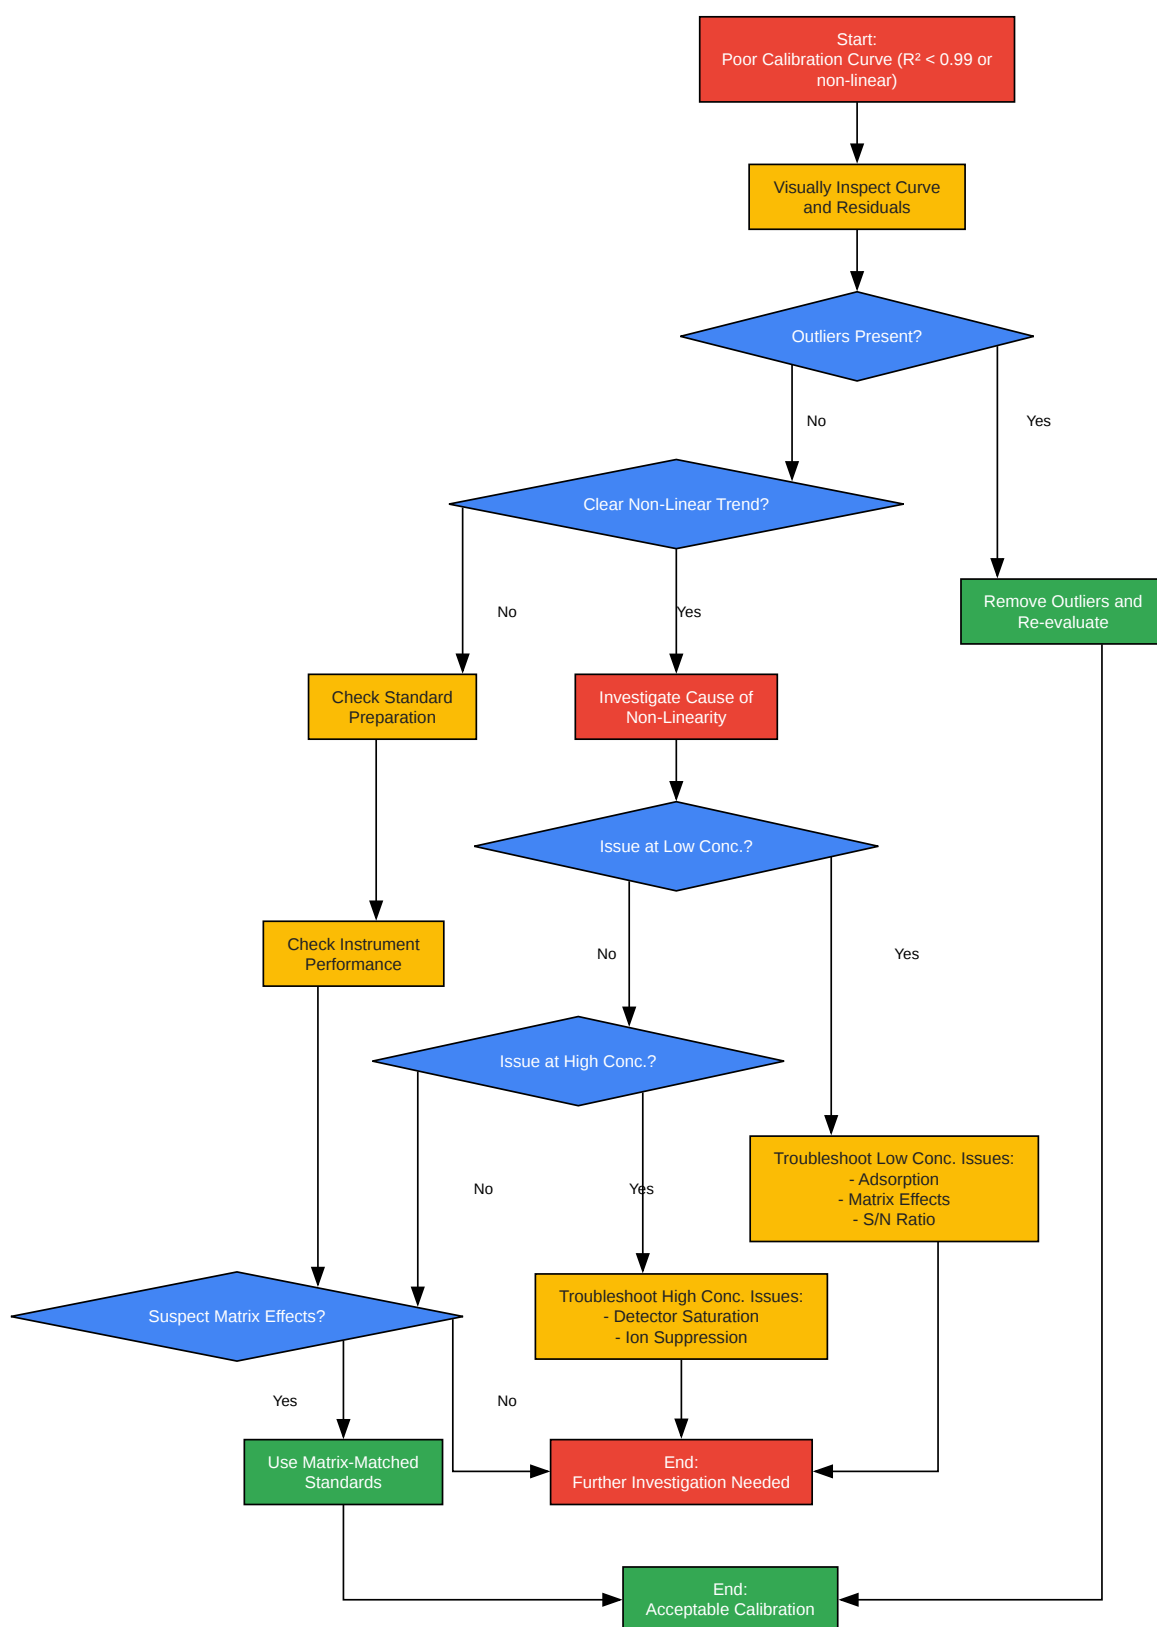 Start:
Poor Calibration Curve (R² < 0.99 or
non-linear)
Visually Inspect Curve
and Residuals
Outliers Present?
No
Yes
Clear Non-Linear Trend?
No
Yes
Remove Outliers and
Re-evaluate
Check Standard
Preparation
Investigate Cause of
Non-Linearity
Issue at Low Conc.?
Check Instrument
Performance
No
Yes
Issue at High Conc.?
No
Yes
Troubleshoot Low Conc. Issues:
- Adsorption
- Matrix Effects
- S/N Ratio
Suspect Matrix Effects?
Troubleshoot High Conc. Issues:
- Detector Saturation
- Ion Suppression
Yes
No
Use Matrix-Matched
Standards
End:
Further Investigation Needed
End:
Acceptable Calibration